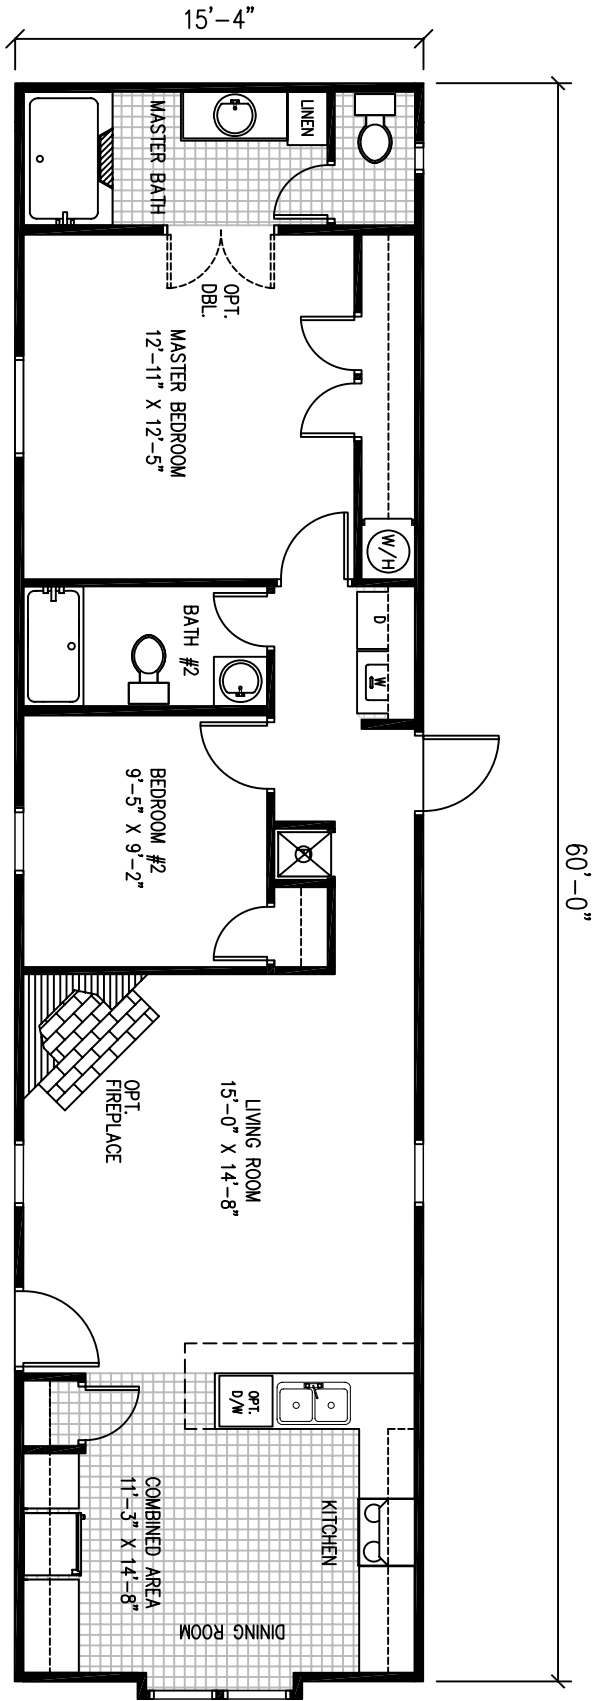 15'-4"
60'-0"
LINEN
MASTER BATH
OPT.
DBL.
MASTER BEDROOM
12'-11" X 12'-5"
W/H
D
W
BATH #2
BEDROOM #2
9'-5" X 9'-2"
LIVING ROOM
15'-0" X 14'-8"
OPT.
FIREPLACE
OPT.
D/W
KITCHEN
COMBINED AREA
11'-3" X 14'-8"
DINING ROOM